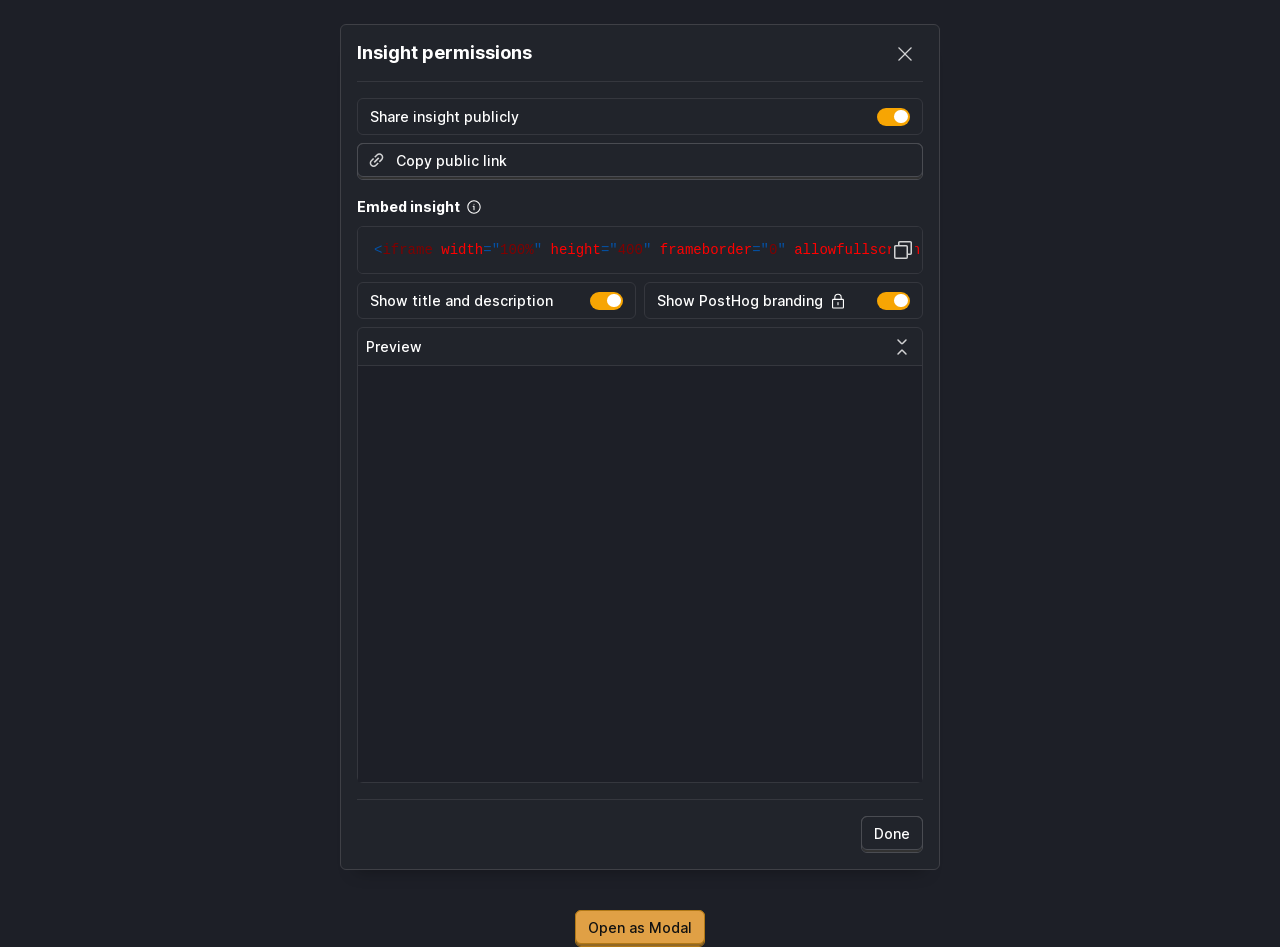 Insight permissions
Share insight publicly
Copy public link
Embed insight
<iframe width="100%" height="400" frameborder="0" allowfullscr
Show title and description
Show PostHog branding
Preview
Done
Open as Modal